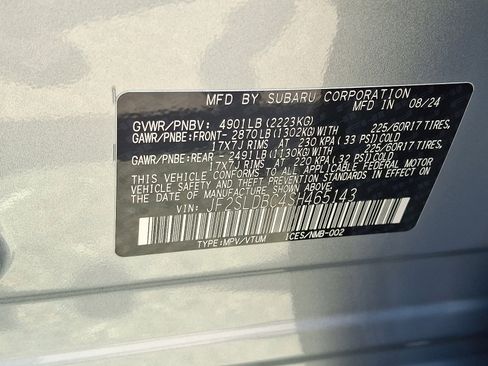 MFD BY SUBARU CORPORATION
MFD IN 08/24
GVWR/PNBV: 4901LB(2223KG)
GAWR/PNBE:FRONT- 2870LB(1302KG)WITH 225/60R17 TIRES,
17X7J RIMS AT 230 KPA(33 PSI)COLD
GAWR/PNBE:REAR - 2491LB(1130KG)WITH 225/60R17 TIRES,
17X7J RIMS AT 220 KPA(32 PSI)COLD
THIS VEHICLE CONFORMS TO ALL APPLICABLE FEDERAL MOTOR
VEHICLE SAFETY AND THEFT PREVENTION STANDARDS IN EFFECT ON
THE DATE OF MANUFACTURE SHOWN ABOVE.
VIN: JF2SLDBC4SH465143
TYPE:MPV/VTUM ICES/NMB-002